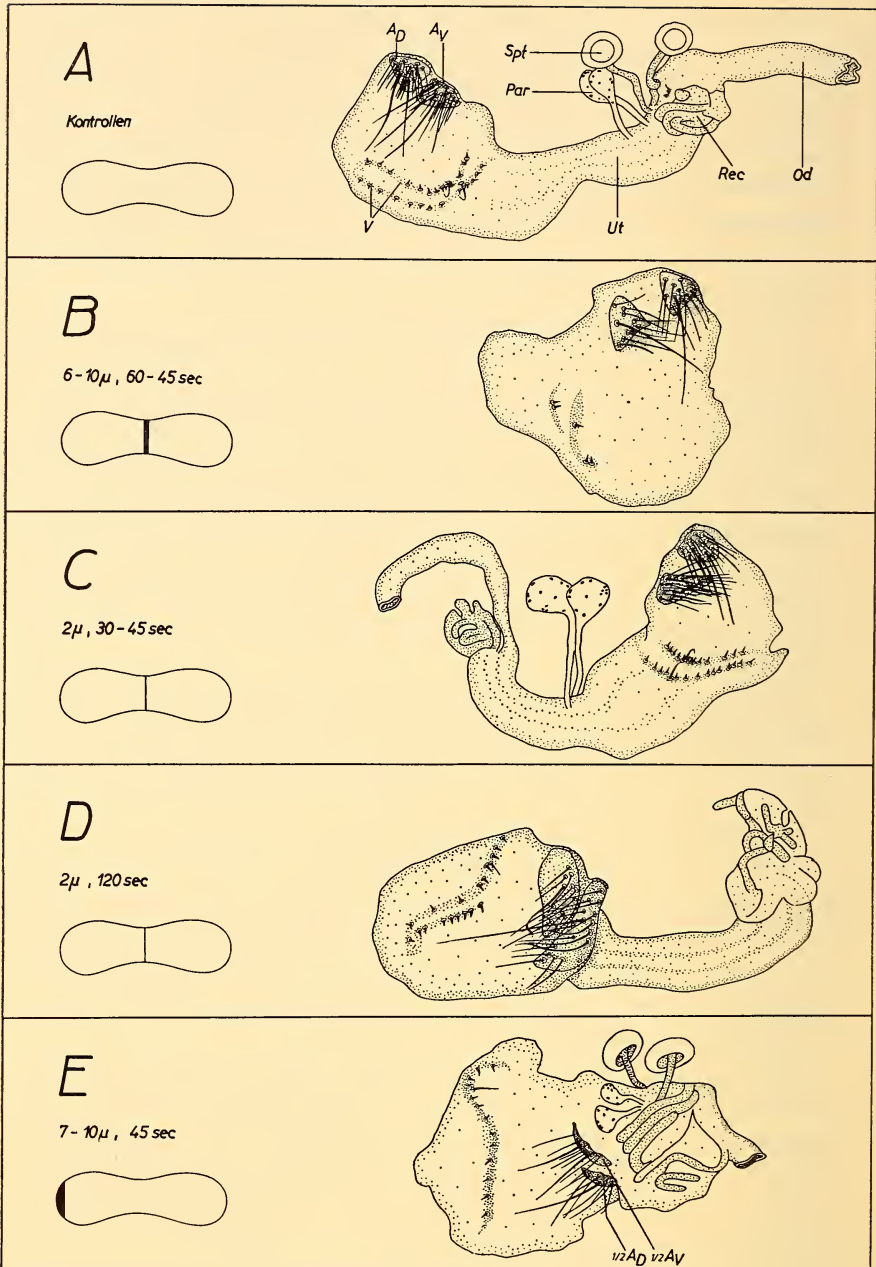 A
Kontrollen
A_D A_V
Spt
Par
Rec
Od
V
Ut
B
6-10µ, 60-45 sec
C
2µ, 30-45 sec
D
2µ, 120 sec
E
7-10µ, 45 sec
1/2 A_D 1/2 A_V